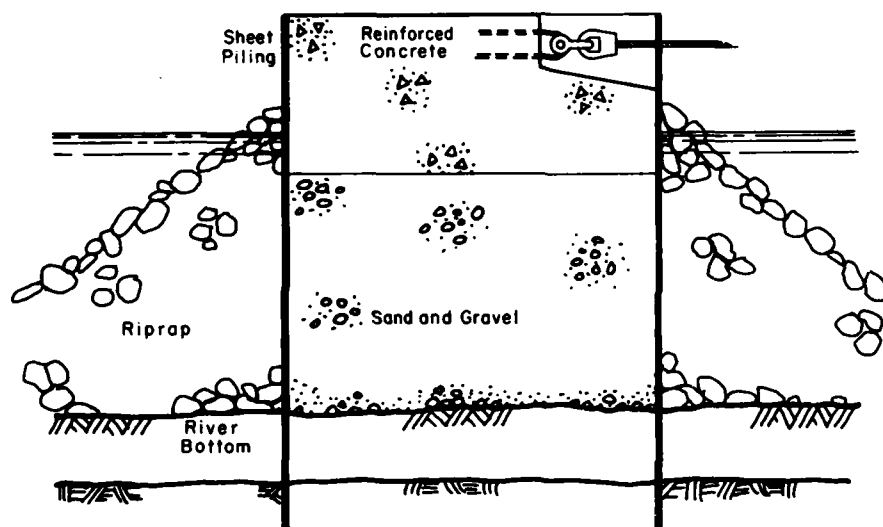 Sheet
Piling
Reinforced
Concrete
Riprap
Sand and Gravel
River
Bottom